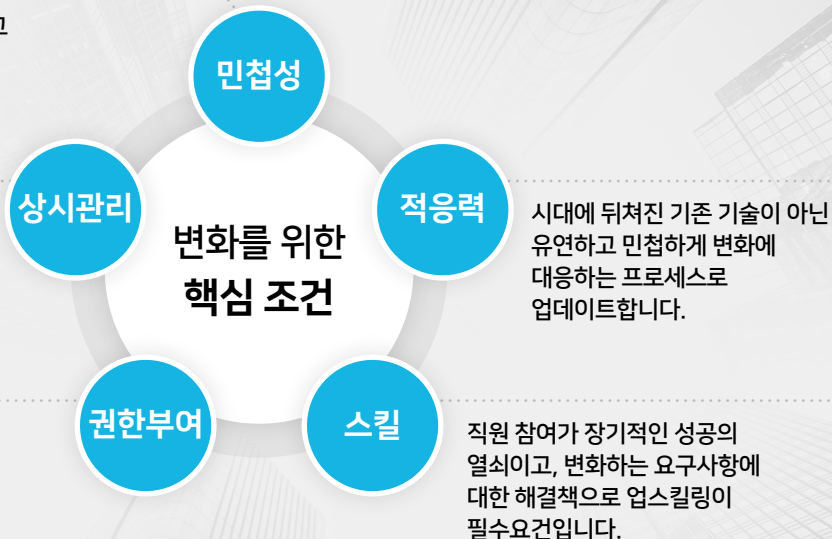 고
민첩성
상시관리
적응력
변화를 위한
핵심 조건
시대에 뒤쳐진 기존 기술이 아닌
유연하고 민첩하게 변화에
대응하는 프로세스로
업데이트합니다.
권한부여
스킬
직원 참여가 장기적인 성공의
열쇠이고, 변화하는 요구사항에
대한 해결책으로 업스킬링이
필수요건입니다.